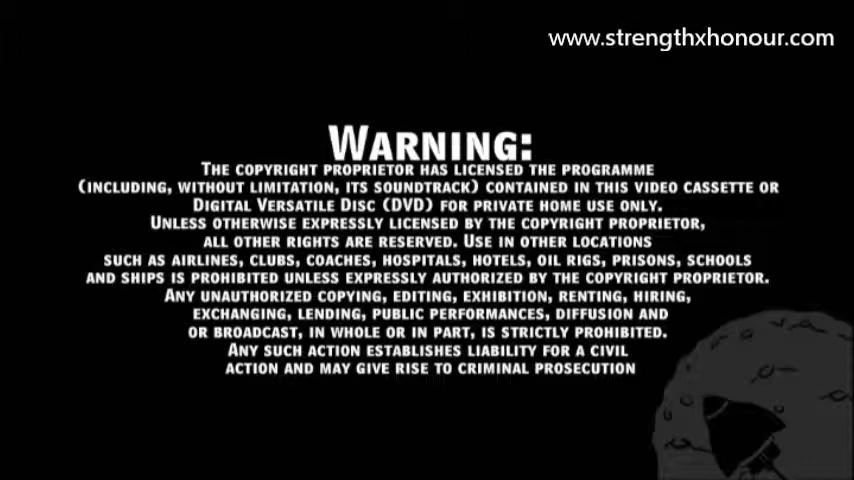 www.strengthxhonour.com
WARNING:
THE COPYRIGHT PROPRIETOR HAS LICENSED THE PROGRAMME
(INCLUDING, WITHOUT LIMITATION, ITS SOUNDTRACK) CONTAINED IN THIS VIDEO CASSETTE OR
DIGITAL VERSATILE DISC (DVD) FOR PRIVATE HOME USE ONLY.
UNLESS OTHERWISE EXPRESSLY LICENSED BY THE COPYRIGHT PROPRIETOR,
ALL OTHER RIGHTS ARE RESERVED. USE IN OTHER LOCATIONS
SUCH AS AIRLINES, CLUBS, COACHES, HOSPITALS, HOTELS, OIL RIGS, PRISONS, SCHOOLS
AND SHIPS IS PROHIBITED UNLESS EXPRESSLY AUTHORIZED BY THE COPYRIGHT PROPRIETOR.
ANY UNAUTHORIZED COPYING, EDITING, EXHIBITION, RENTING, HIRING,
EXCHANGING, LENDING, PUBLIC PERFORMANCES, DIFFUSION AND
OR BROADCAST, IN WHOLE OR IN PART, IS STRICTLY PROHIBITED.
ANY SUCH ACTION ESTABLISHES LIABILITY FOR A CIVIL
ACTION AND MAY GIVE RISE TO CRIMINAL PROSECUTION